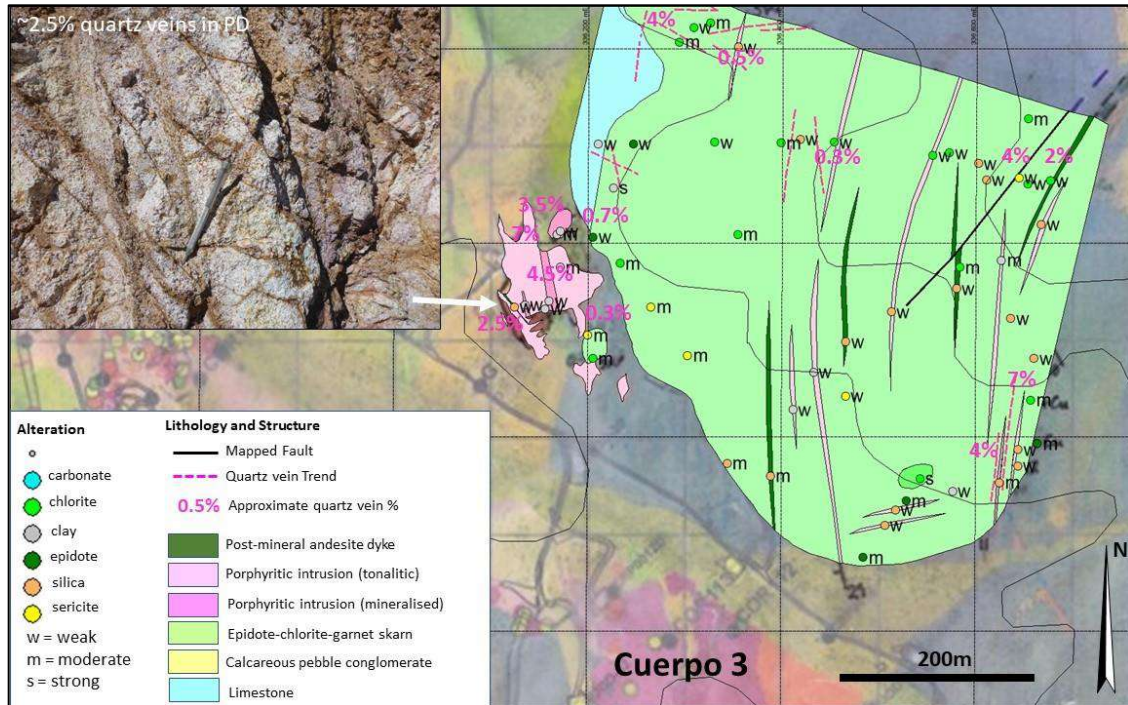 ~2.5% quartz veins in PD
4%
w
m
m
w
0.5%
w
w
m
w
0.3%
w
w
w
m
w
w
4%
2%
w
w
m
s
3.5%
7%
0.7%
w
m
w
m
m
4.5%
m
m
w
w
w
w
2.5%
0.3%
m
m
w
w
m
m
w
w
w
w
w
7%
m
w
m
4%
w
m
m
m
s
w
m
w
w
m
Alteration
carbonate
chlorite
clay
epidote
silica
sericite
w = weak
m = moderate
s = strong
Lithology and Structure
Mapped Fault
Quartz vein Trend
0.5% Approximate quartz vein %
Post-mineral andesite dyke
Porphyritic intrusion (tonalitic)
Porphyritic intrusion (mineralised)
Epidote-chlorite-garnet skarn
Calcareous pebble conglomerate
Limestone
Cuerpo 3
200m
N